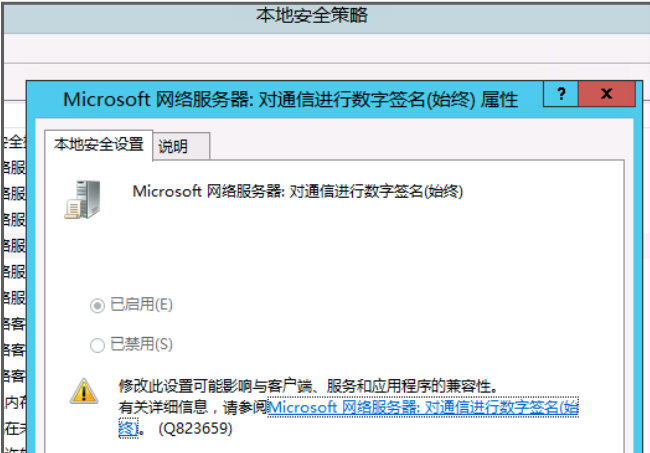 本地安全策略
Microsoft 网络服务器: 对通信进行数字签名(始终) 属性
?
x
本地安全设置
说明
Microsoft 网络服务器: 对通信进行数字签名(始终)
已启用(E)
已禁用(S)
修改此设置可能影响与客户端、服务和应用程序的兼容性。
有关详细信息，请参阅Microsoft 网络服务器: 对通信进行数字签名(始
终)。 (Q823659)
安全
络服
络服
络服
络服
络服
络服
络客
络客
络客
内存
在未